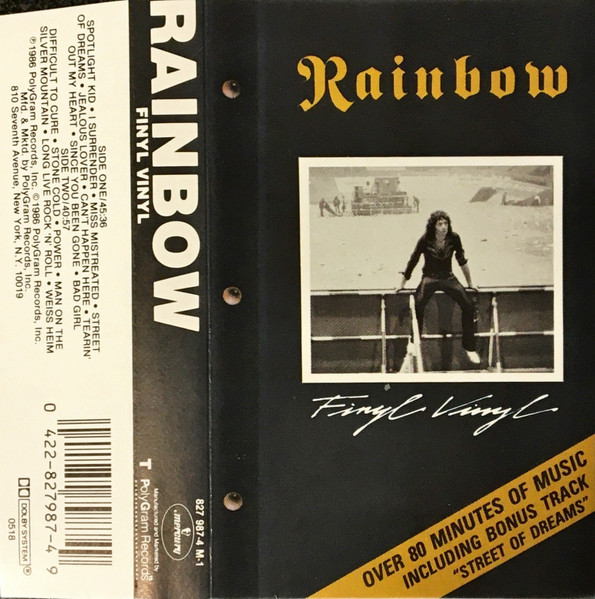 Rainbow
Finyl Vinyl
OVER 80 MINUTES OF MUSIC
INCLUDING BONUS TRACK
"STREET OF DREAMS"
RAINBOW
FINYL VINYL
827 987-4 M-1
mercury
Manufactured and Marketed by
PolyGram Records
SIDE ONE/45:36
SPOTLIGHT KID • I SURRENDER • MISS MISTREATED • STREET
OF DREAMS • JEALOUS LOVER • CAN'T HAPPEN HERE • TEARIN'
OUT MY HEART • SINCE YOU BEEN GONE • BAD GIRL
SIDE TWO/40:57
DIFFICULT TO CURE • STONE COLD • POWER • MAN ON THE
SILVER MOUNTAIN • LONG LIVE ROCK 'N' ROLL • WEISS HEIM
℗1986 PolyGram Records, Inc. ©1986 PolyGram Records, Inc.
Mfd. & Mktd. by PolyGram Records, Inc.
810 Seventh Avenue, New York, N.Y. 10019
0 422-827987-4 9
DOLBY SYSTEM ®
0518
T